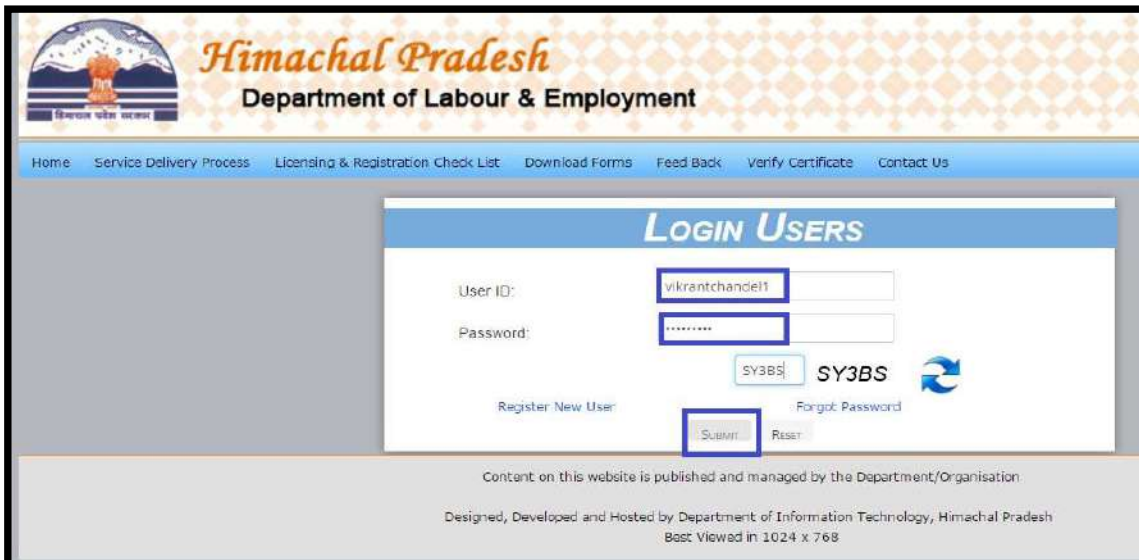 Himachal Pradesh
Department of Labour & Employment
हिमाचल प्रदेश सरकार
Home Service Delivery Process Licensing & Registration Check List Download Forms Feed Back Verify Certificate Contact Us
LOGIN USERS
User ID: vikrantchandel1
Password: •••••••••
SY3BS SY3BS
Register New User Forgot Password
SUBMIT RESET
Content on this website is published and managed by the Department/Organisation
Designed, Developed and Hosted by Department of Information Technology, Himachal Pradesh
Best Viewed in 1024 x 768